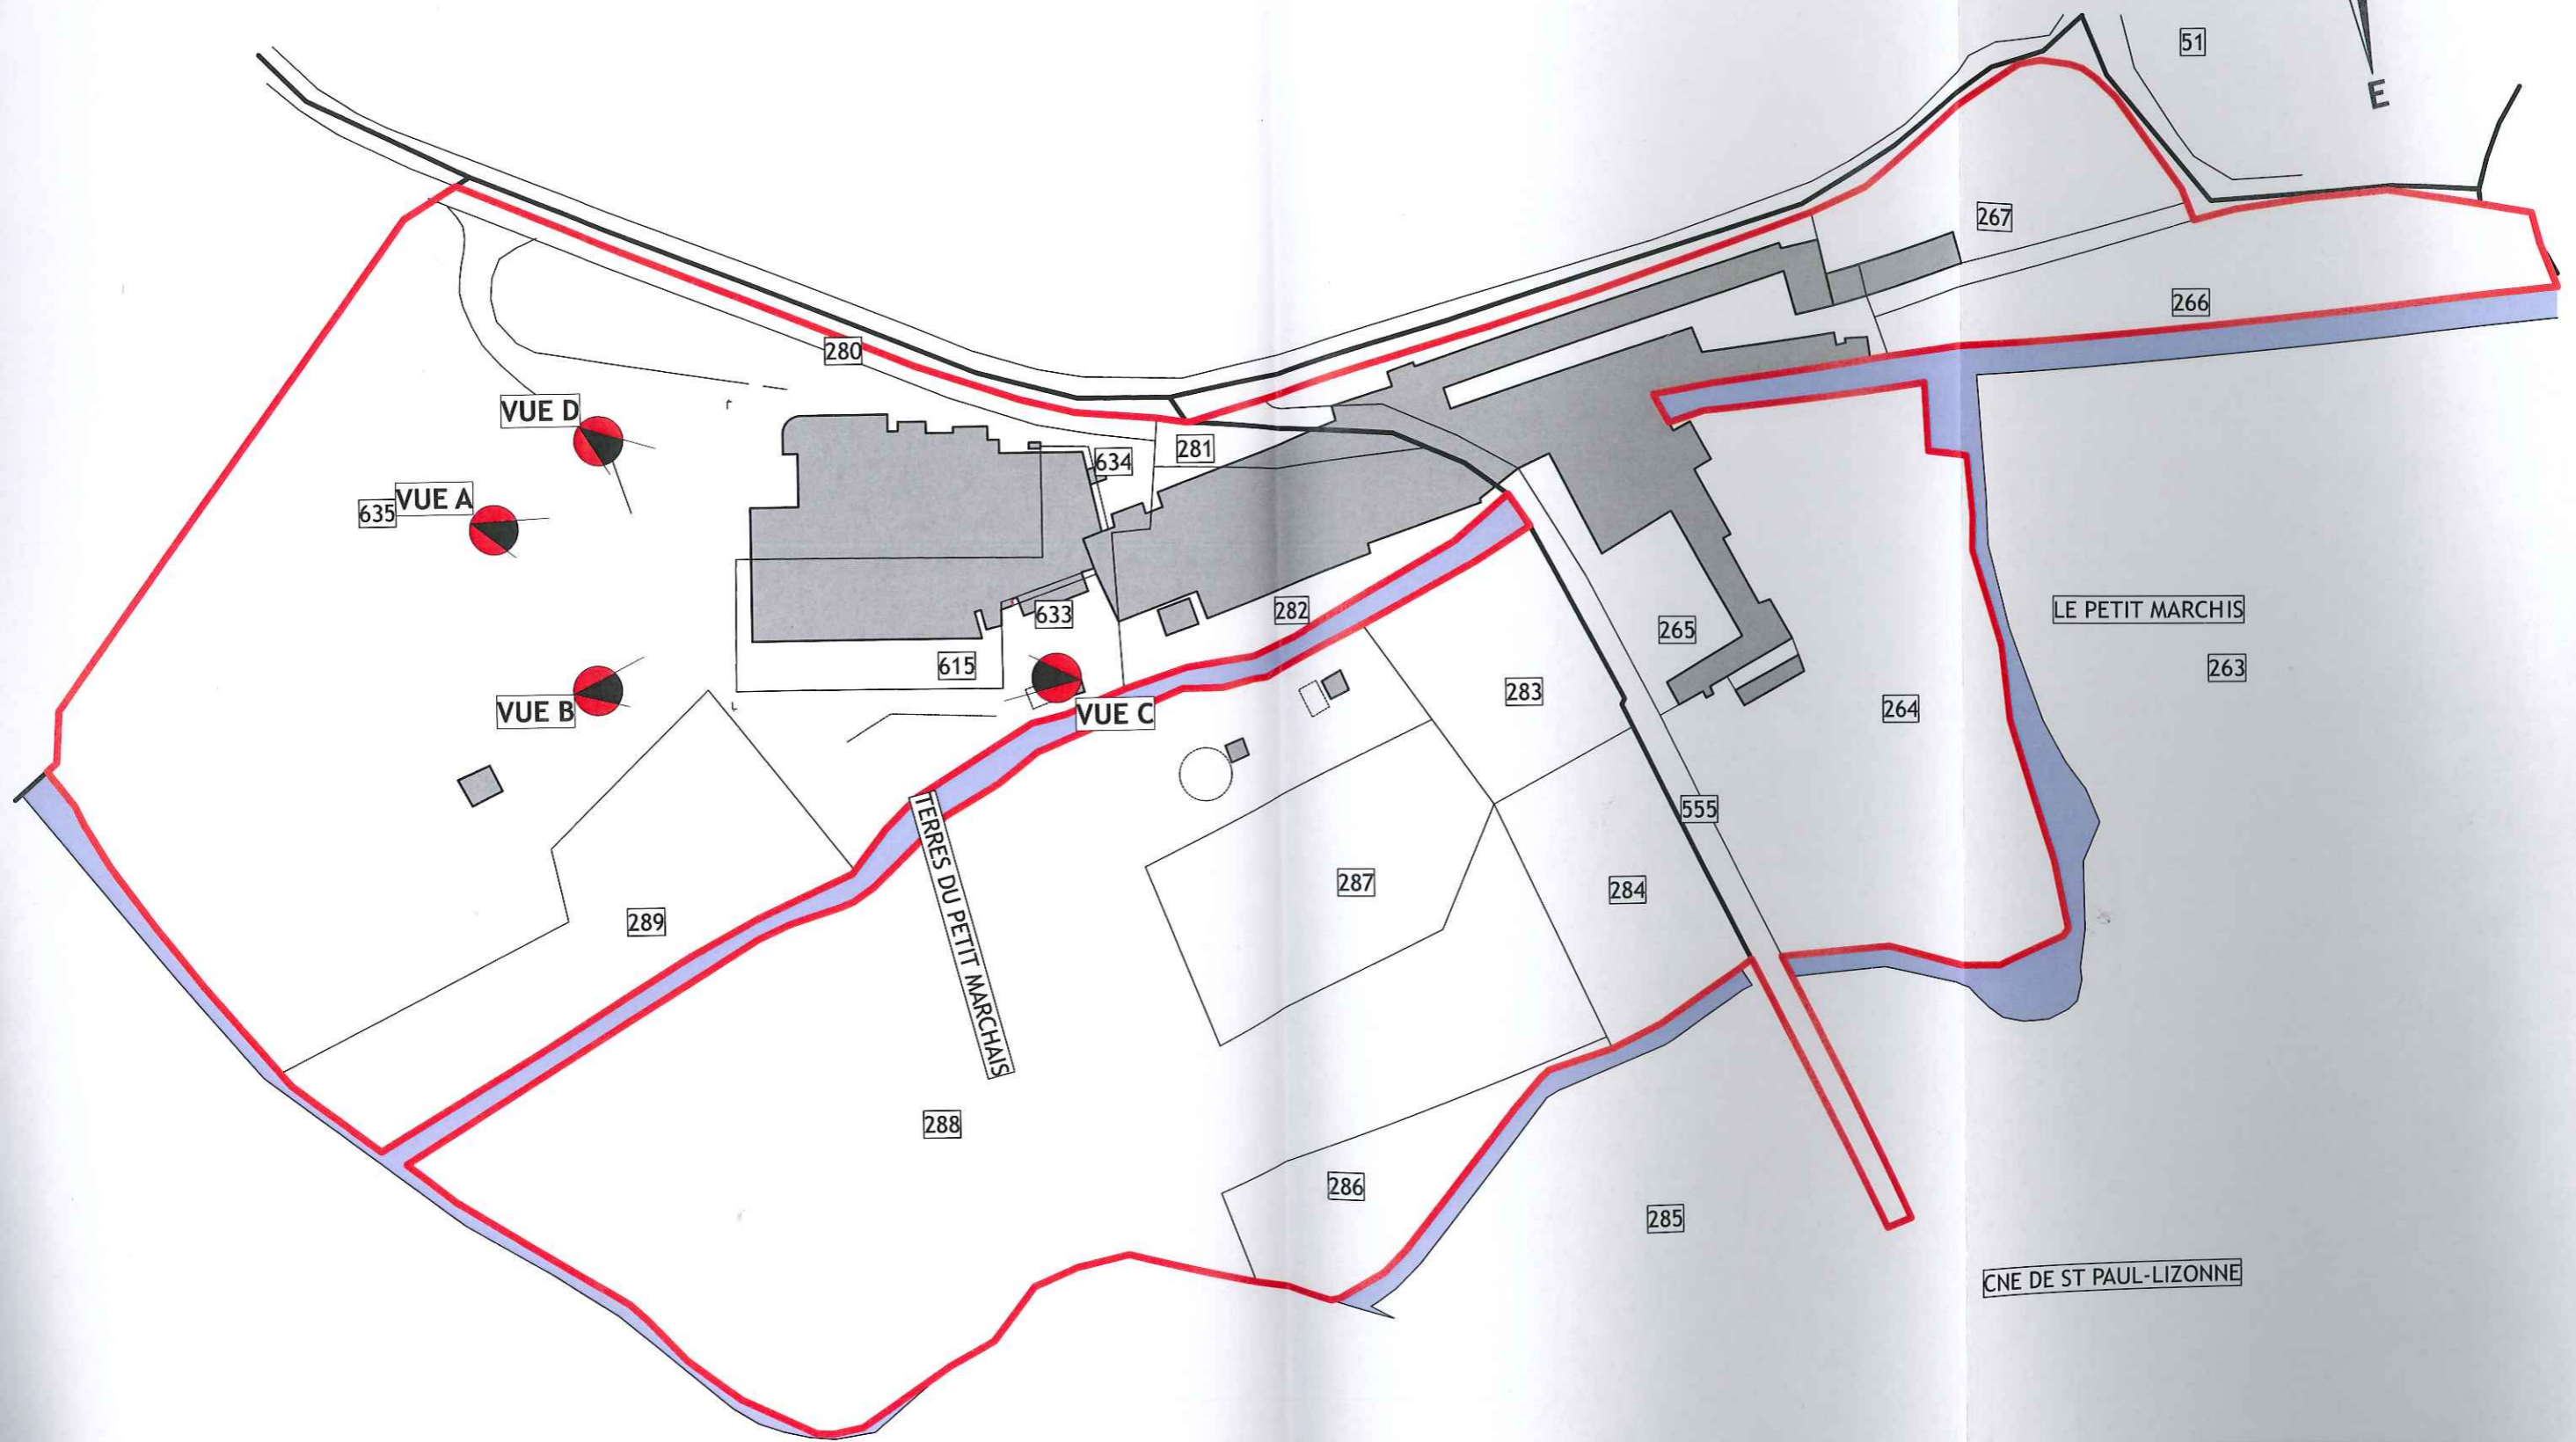 51
E
267
266
280
VUE D
281
634
VUE A
635
633
282
LE PETIT MARCHIS
265
615
263
VUE B
VUE C
283
264
555
TERRES DU PETIT MARCHAIS
287
284
289
288
286
285
CNE DE ST PAUL-LIZONNE